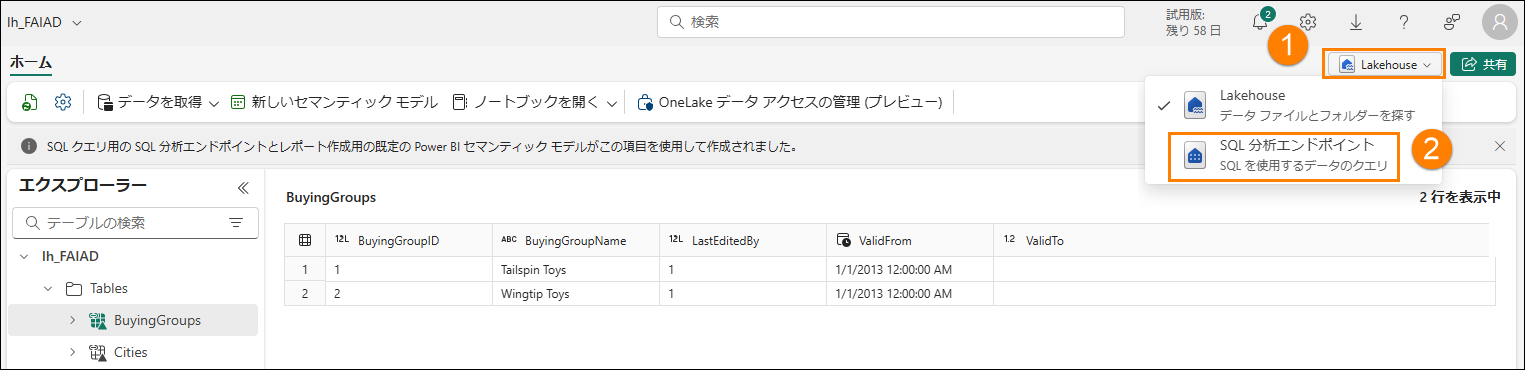 lh_FAIAD
検索
試用版:
残り 58 日
2
1
ホーム
Lakehouse
共有
データを取得
新しいセマンティック モデル
ノートブックを開く
OneLake データ アクセスの管理 (プレビュー)
Lakehouse
データ ファイルとフォルダーを探す
SQL 分析エンドポイント
SQL を使用するデータのクエリ
2
SQL クエリ用の SQL 分析エンドポイントとレポート作成用の既定の Power BI セマンティック モデルがこの項目を使用して作成されました。
エクスプローラー
テーブルの検索
lh_FAIAD
Tables
BuyingGroups
Cities
BuyingGroups
2 行を表示中
12L BuyingGroupID ABC BuyingGroupName 12L LastEditedBy ValidFrom 1.2 ValidTo
1 1 Tailspin Toys 1 1/1/2013 12:00:00 AM
2 2 Wingtip Toys 1 1/1/2013 12:00:00 AM